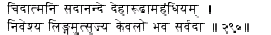 चिदात्मनि सदानन्दे देहारूढामहंधियम् ।
निवेश्य लिङ्गमुत्सृज्य केवलो भव सर्वदा ॥ २९७॥